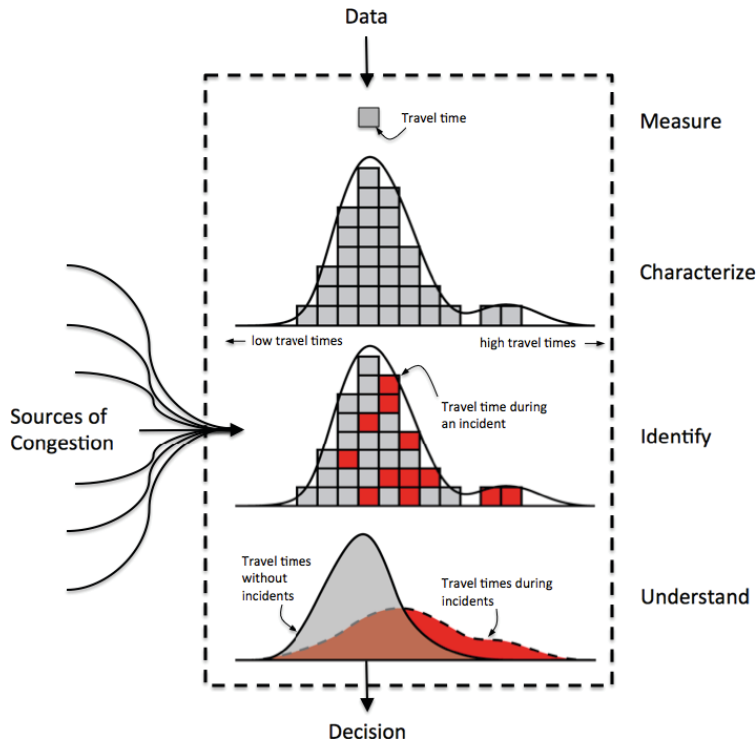 Data
Travel time
Measure
Characterize
low travel times
high travel times
Travel time during
an incident
Sources of
Congestion
Identify
Travel times
without
incidents
Travel times during
incidents
Understand
Decision